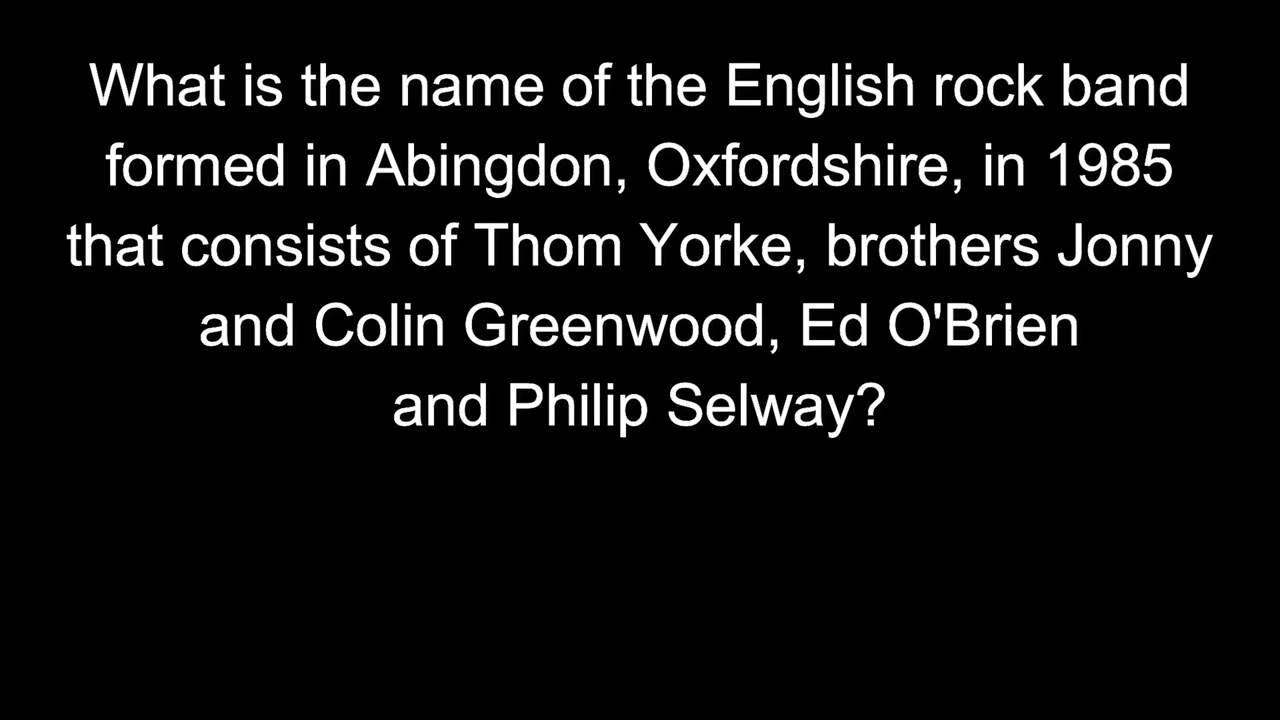 What is the name of the English rock band
formed in Abingdon, Oxfordshire, in 1985
that consists of Thom Yorke, brothers Jonny
and Colin Greenwood, Ed O'Brien
and Philip Selway?